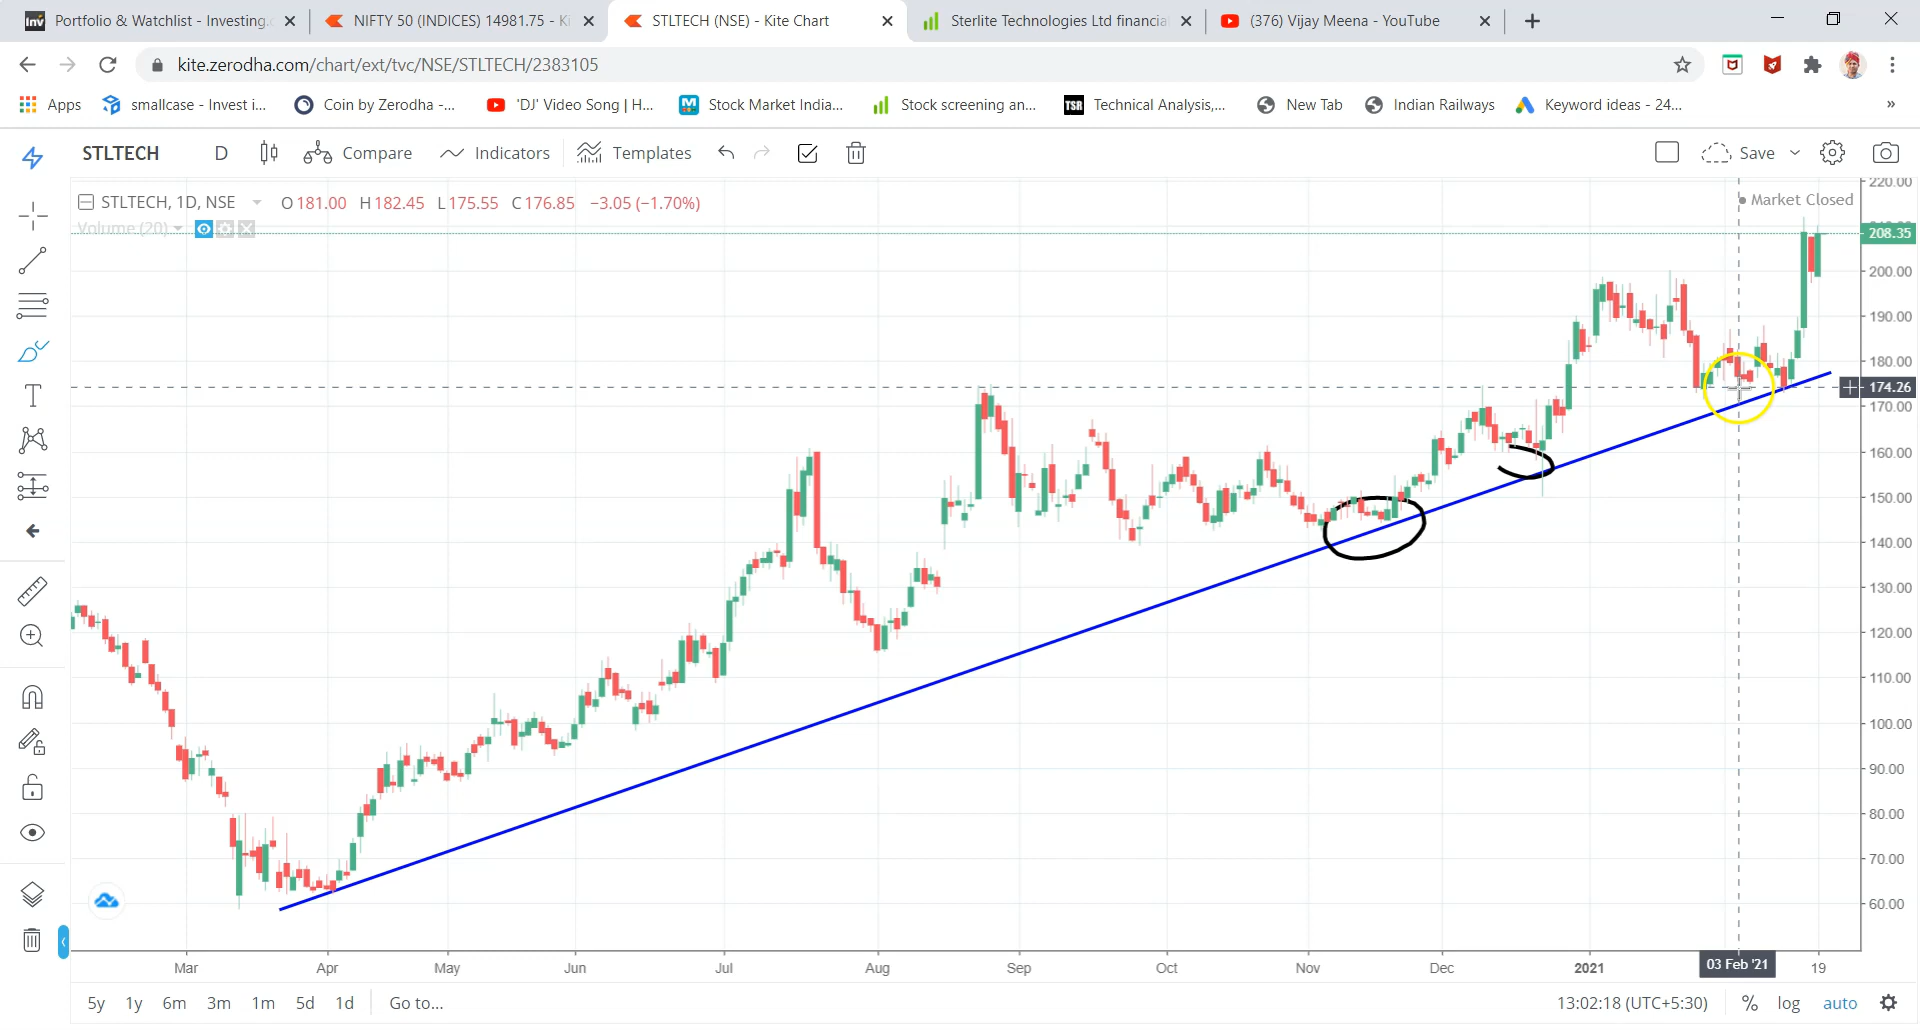 Portfolio & Watchlist - Investing.c
NIFTY 50 (INDICES) 14981.75 - Ki
STLTECH (NSE) - Kite Chart
Sterlite Technologies Ltd financial
(376) Vijay Meena - YouTube
kite.zerodha.com/chart/ext/tvc/NSE/STLTECH/2383105
Apps
smallcase - Invest i...
Coin by Zerodha -...
'DJ' Video Song | H...
Stock Market India...
Stock screening an...
TSR
Technical Analysis,...
New Tab
Indian Railways
Keyword ideas - 24...
»
STLTECH
D
Compare
Indicators
Templates
Save
STLTECH, 1D, NSE
O181.00 H182.45 L175.55 C176.85 −3.05 (−1.70%)
Market Closed
Volume (20)
220.00
208.35
200.00
190.00
180.00
174.26
170.00
160.00
150.00
140.00
130.00
120.00
110.00
100.00
90.00
80.00
70.00
60.00
Mar Apr May Jun Jul Aug Sep Oct Nov Dec 2021 03 Feb '21 19
5y 1y 6m 3m 1m 5d 1d Go to...
13:02:18 (UTC+5:30) % log auto